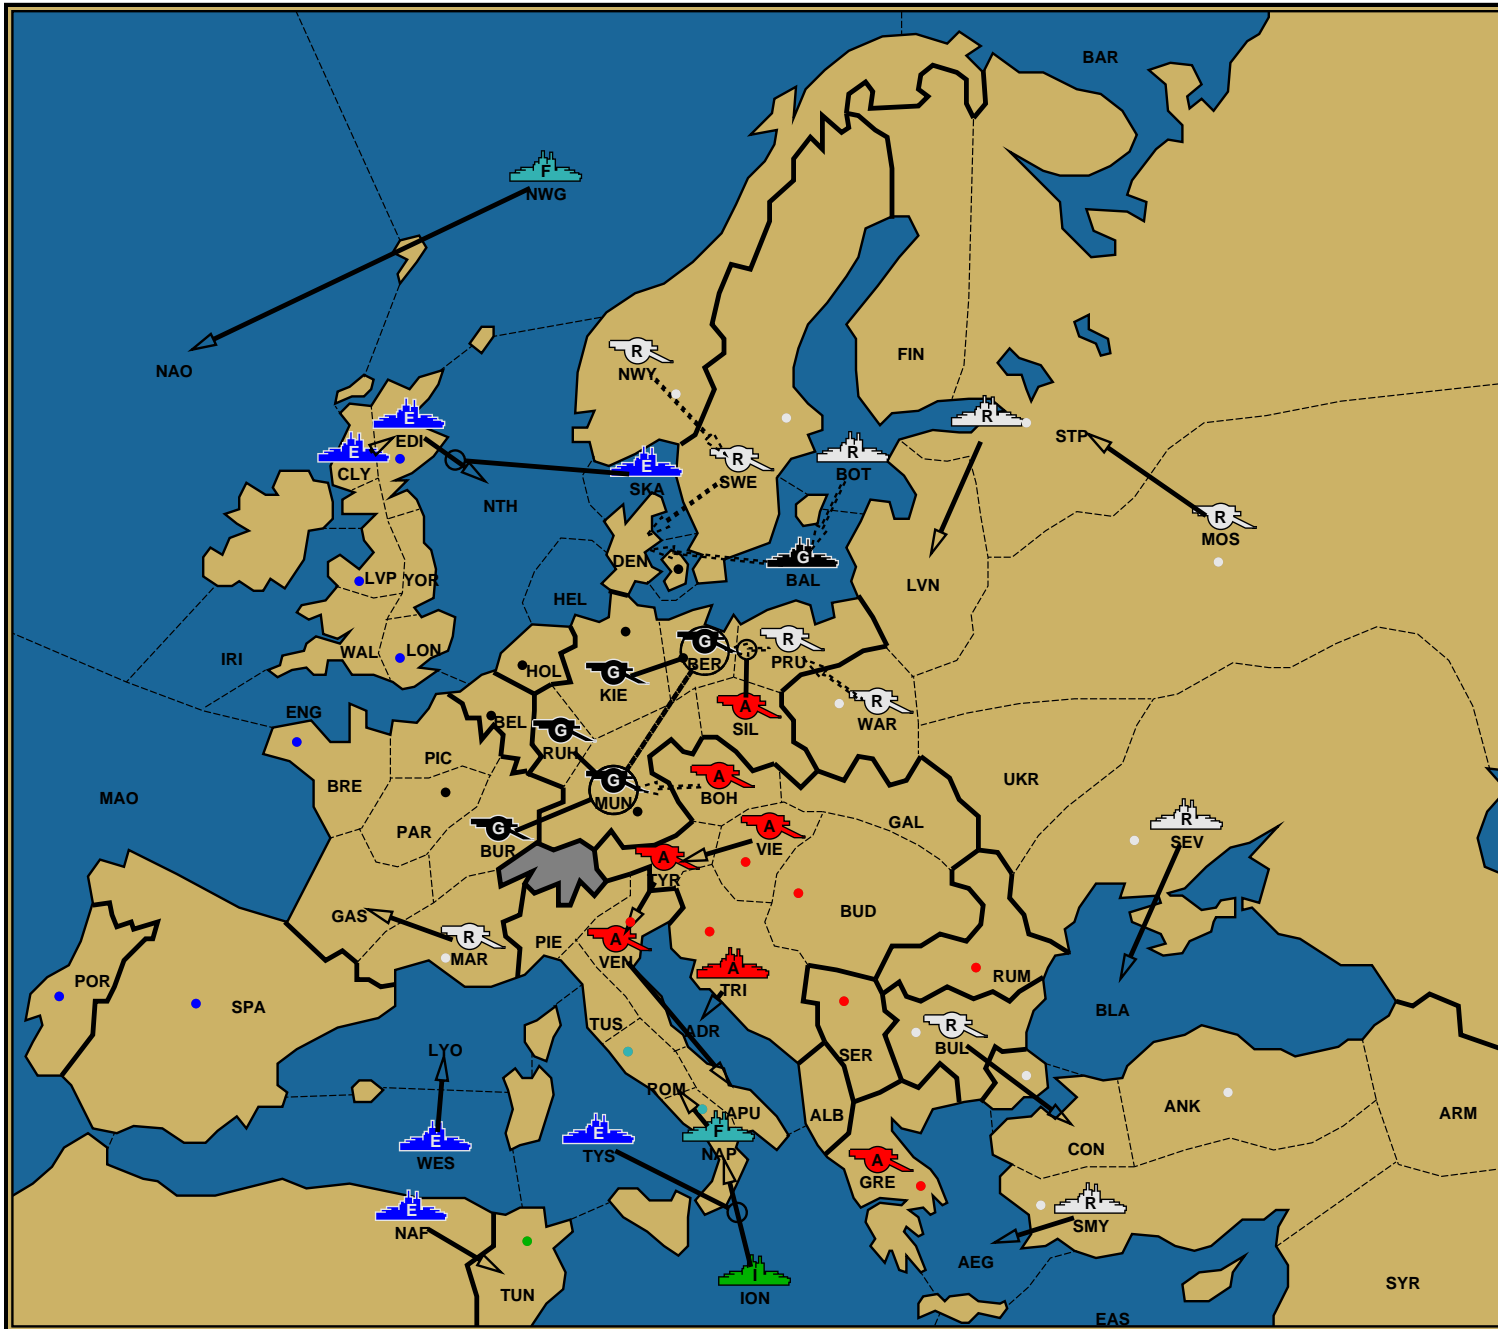 BAR
F
NWG
NAO
R
NWY
FIN
E
EDI
R
STP
E
CLY
E
SKA
R
SWE
R
BOT
NTH
R
MOS
G
BAL
DEN
LVN
LVP
YOR
HEL
IRI
WAL
LON
HOL
G
KIE
G
BER
R
PRU
A
SIL
R
WAR
ENG
BEL
G
RUH
PIC
BRE
G
MUN
A
BOH
UKR
MAO
PAR
G
BUR
A
VIE
GAL
R
SEV
A
TYR
GAS
BUD
R
MAR
PIE
A
VEN
A
TRI
RUM
POR
SPA
BLA
TUS
ADR
R
BUL
LYO
SER
ROM
APU
ALB
ANK
ARM
E
WES
E
TYS
F
NAP
CON
A
GRE
E
NAF
R
SMY
AEG
I
ION
TUN
SYR
EAS